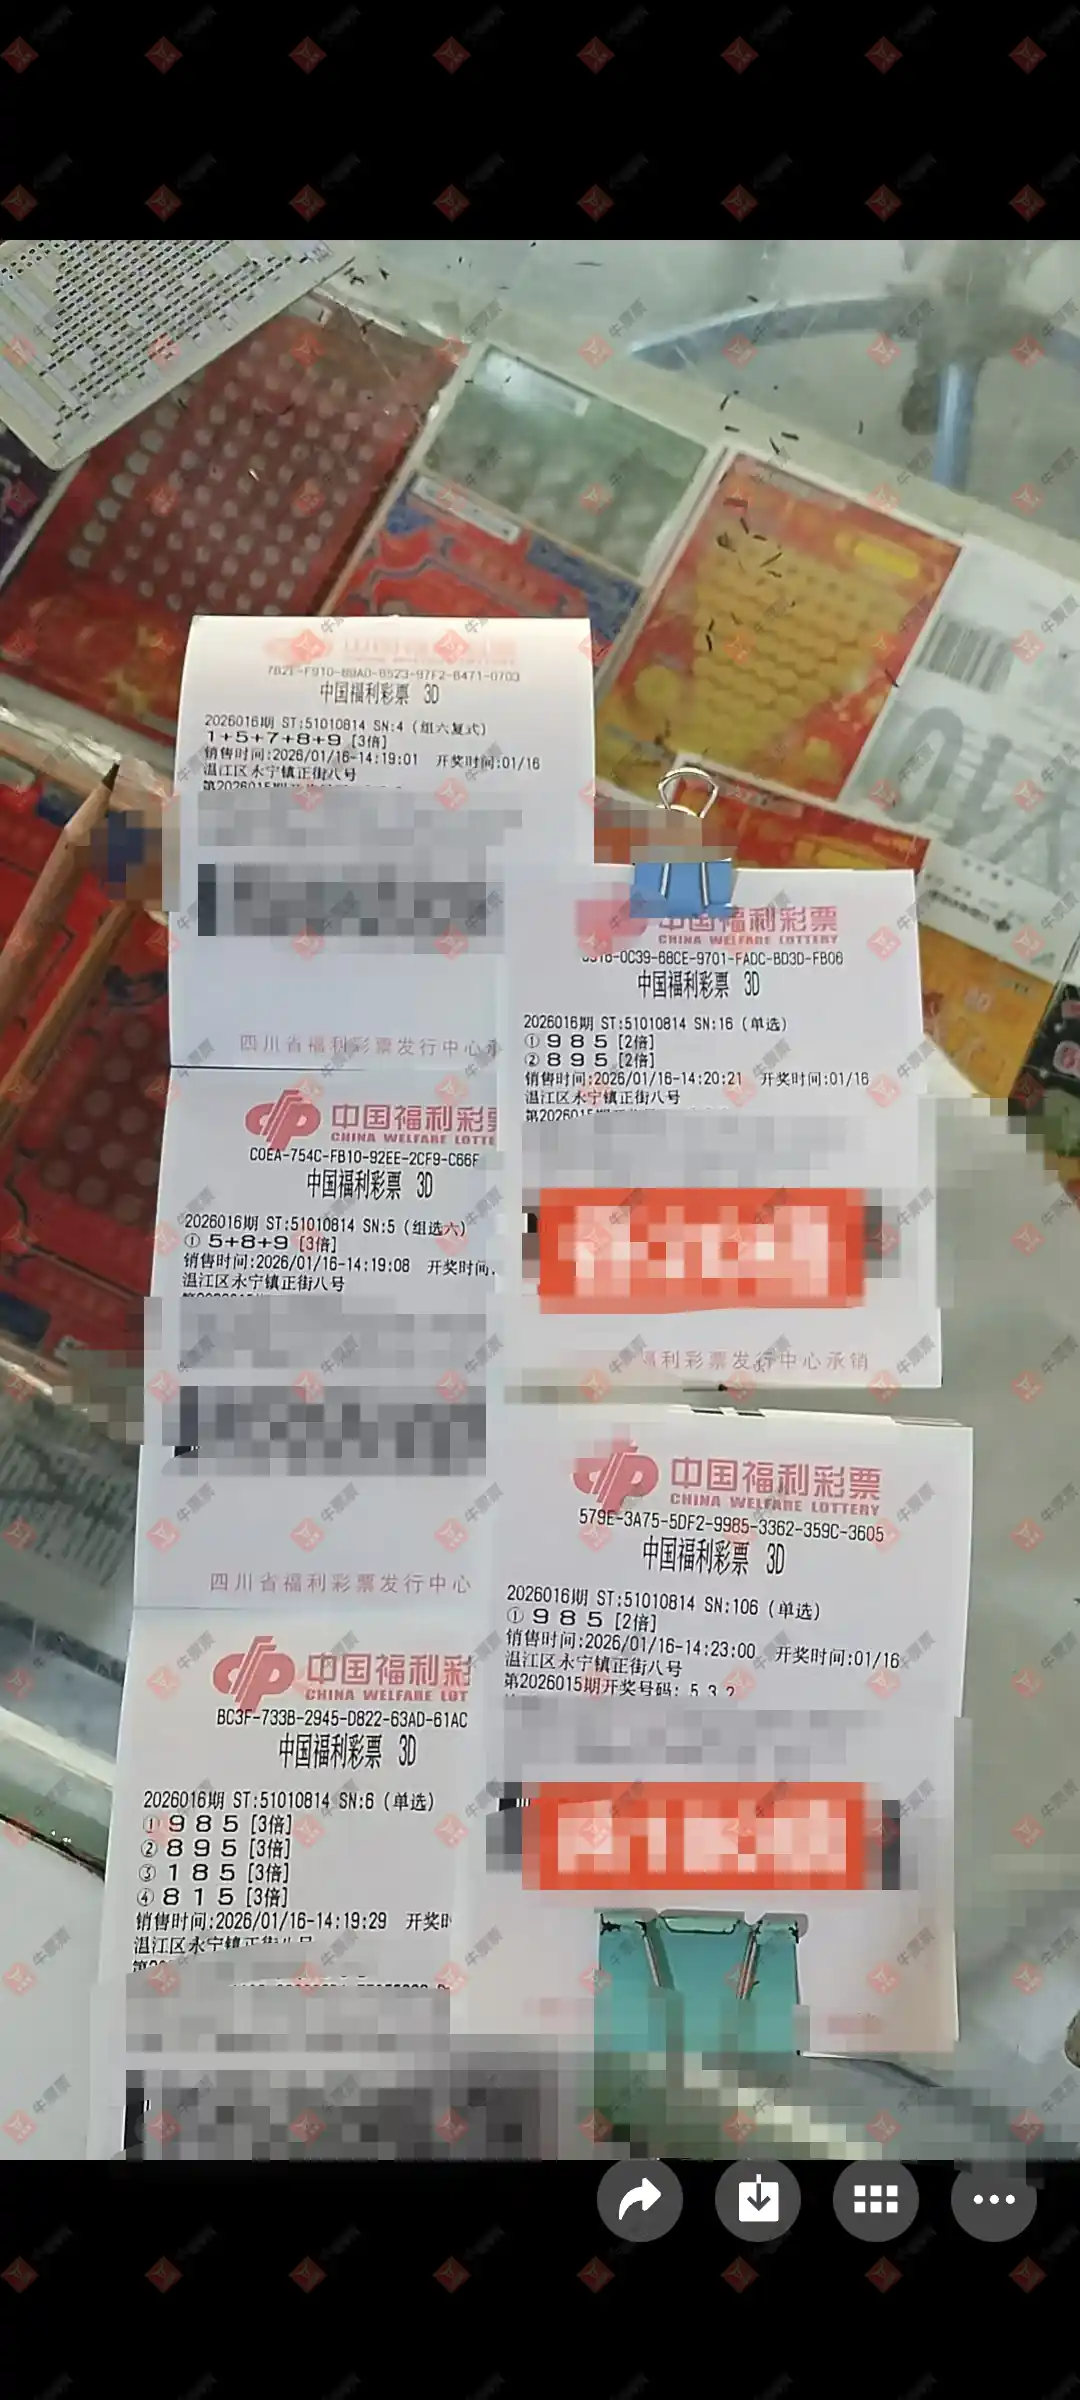 7B2E-F910-89AD-6523-97F2-6471-0703
中国福利彩票 3D
2026016期 ST:51010814 SN:4 (组六复式)
1+5+7+8+9 [3倍]
销售时间:2026/01/16-14:19:01 开奖时间:01/16
温江区永宁镇正街八号
四川省福利彩票发行中心承
中国福利彩
CHINA WELFARE LOTTE
C0EA-754C-FB10-92EE-2CF9-C66F
中国福利彩票 3D
2026016期 ST:51010814 SN:5 (组选六)
① 5+8+9 [3倍]
销售时间:2026/01/16-14:19:08 开奖时间
温江区永宁镇正街八号
四川省福利彩票发行中心
中国福利彩
CHINA WELFARE LOT
BC3F-733B-2945-D822-63AD-61AC
中国福利彩票 3D
2026016期 ST:51010814 SN:6 (单选)
① 9 8 5 [3倍]
② 8 9 5 [3倍]
③ 1 8 5 [3倍]
④ 8 1 5 [3倍]
销售时间:2026/01/16-14:19:29 开奖
温江区永宁镇正街八号
中国福利彩票
CHINA WELFARE LOTTERY
0C39-68CE-9701-FADC-BD3D-FB06
中国福利彩票 3D
2026016期 ST:51010814 SN:16 (单选)
① 9 8 5 [2倍]
② 8 9 5 [2倍]
销售时间:2026/01/16-14:20:21 开奖时间:01/16
温江区永宁镇正街八号
福利彩票发行中心承销
中国福利彩票
CHINA WELFARE LOTTERY
579E-3A75-5DF2-9985-3362-359C-3605
中国福利彩票 3D
2026016期 ST:51010814 SN:106 (单选)
① 9 8 5 [2倍]
销售时间:2026/01/16-14:23:00 开奖时间:01/16
温江区永宁镇正街八号
第2026015期开奖号码: 5 3 2